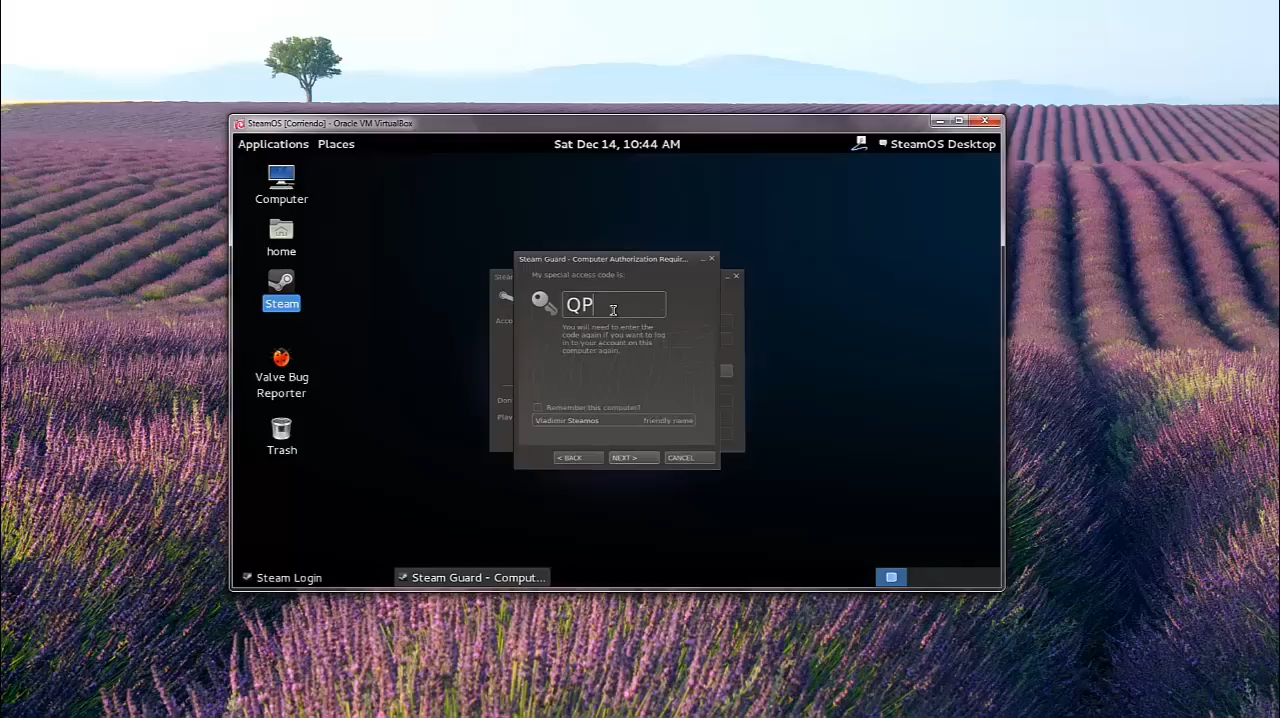 SteamOS [Corriendo] - Oracle VM VirtualBox
Applications Places Sat Dec 14, 10:44 AM SteamOS Desktop
Computer
home
Steam
Valve Bug
Reporter
Trash
Steam Guard - Computer Authorization Requir...
My special access code is:
QP
You will need to enter the
code again if you want to log
in to your account on this
computer again.
Remember this computer?
Vladimir Steamos friendly name
< BACK NEXT > CANCEL
Acco
Don
Play
Steam Login Steam Guard - Comput...